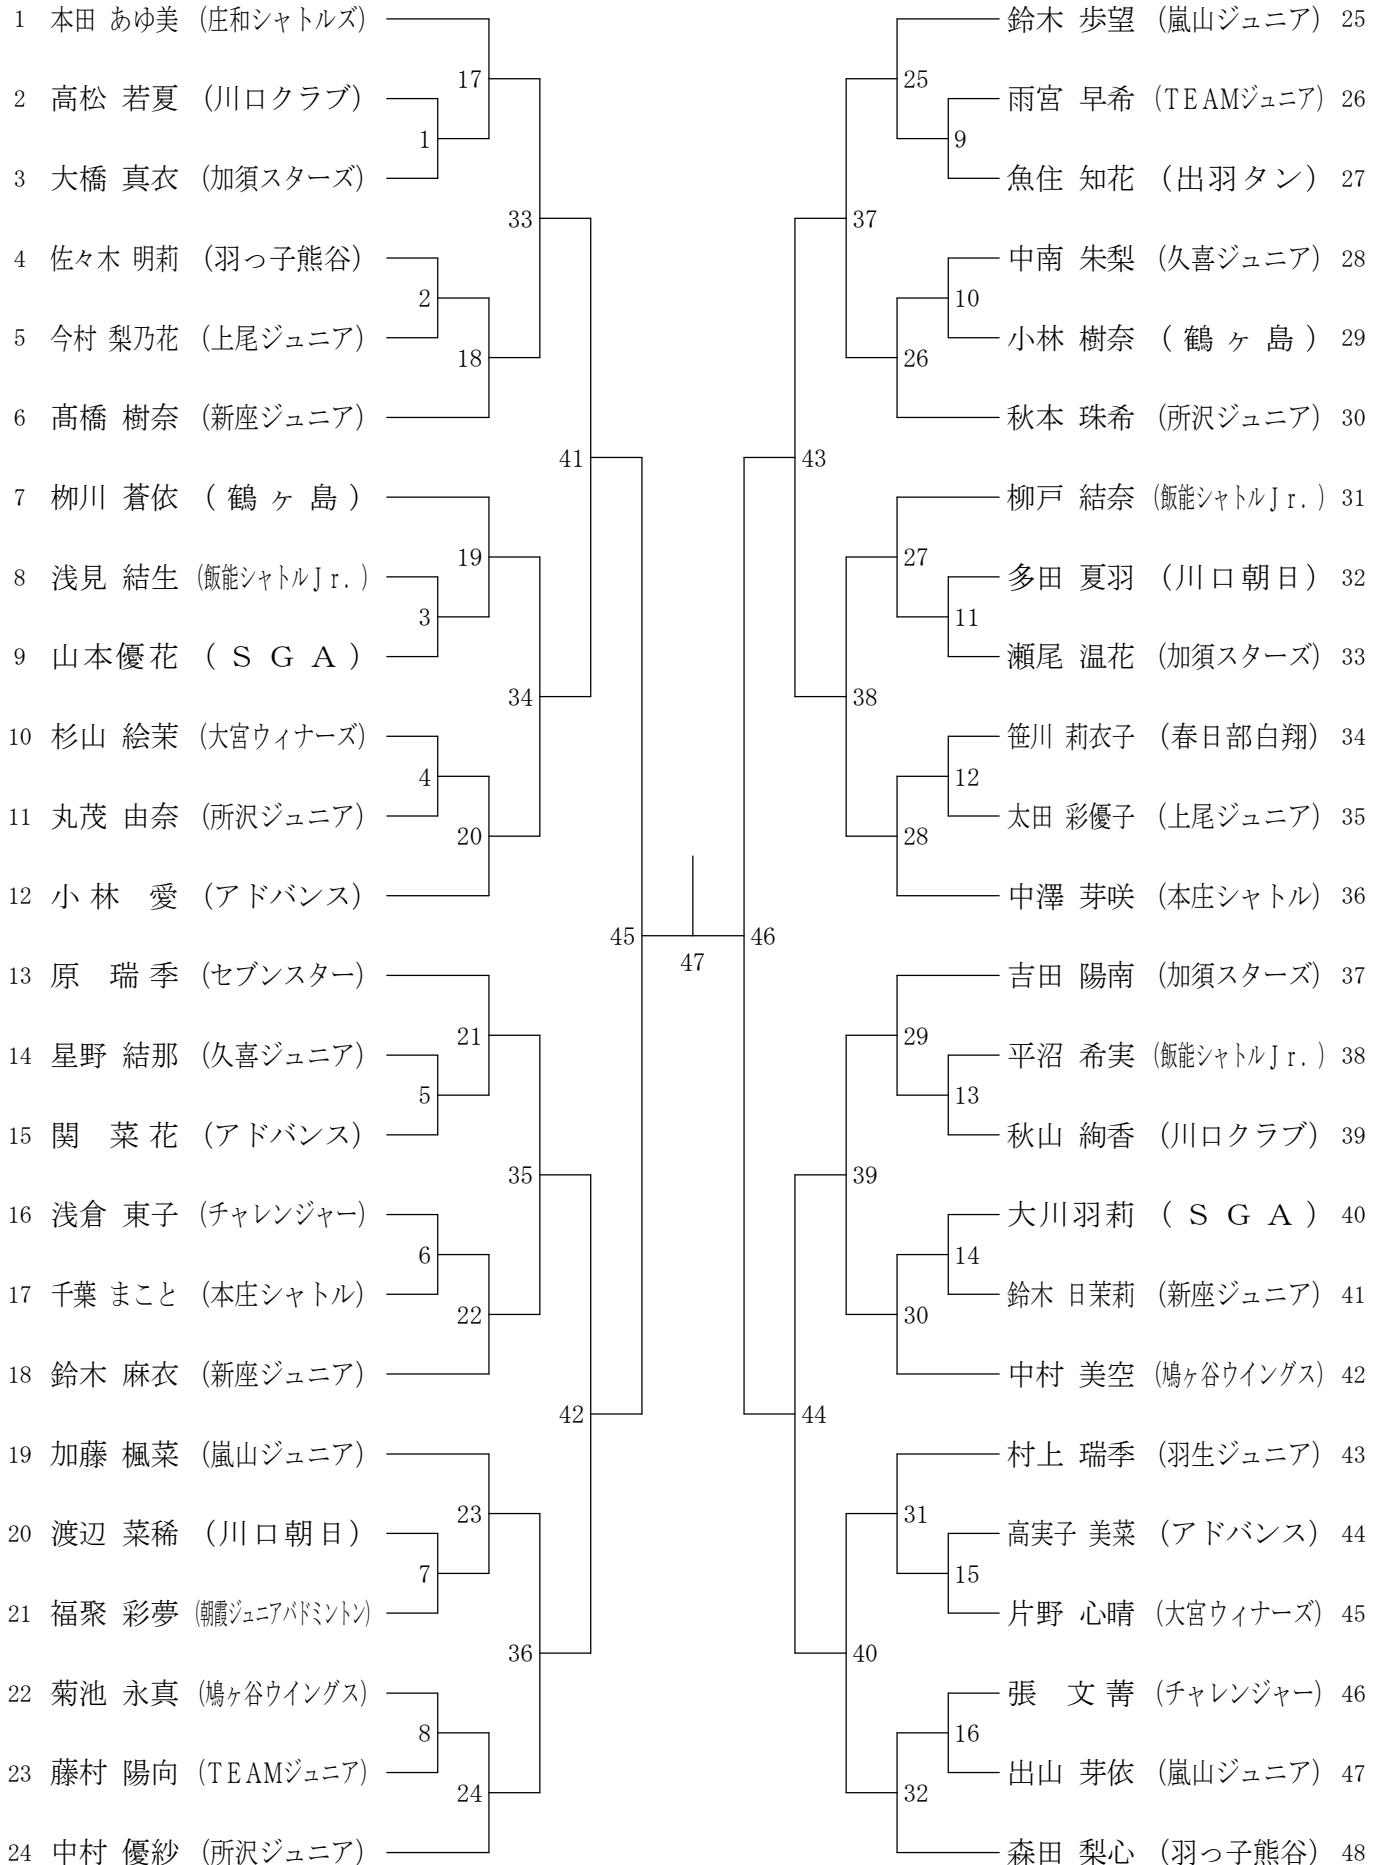 1 本田 あゆ美 (庄和シャトルズ)
2 高松 若夏 (川口クラブ)
3 大橋 真衣 (加須スターズ)
4 佐々木 明莉 (羽っ子熊谷)
5 今村 梨乃花 (上尾ジュニア)
6 髙橋 樹奈 (新座ジュニア)
7 栁川 蒼依 (鶴ヶ島)
8 浅見 結生 (飯能シャトルJr.)
9 山本優花 (SGA)
10 杉山 絵茉 (大宮ウィナーズ)
11 丸茂 由奈 (所沢ジュニア)
12 小林 愛 (アドバンス)
13 原 瑞季 (セブンスター)
14 星野 結那 (久喜ジュニア)
15 関 菜花 (アドバンス)
16 浅倉 東子 (チャレンジャー)
17 千葉 まこと (本庄シャトル)
18 鈴木 麻衣 (新座ジュニア)
19 加藤 楓菜 (嵐山ジュニア)
20 渡辺 菜稀 (川口朝日)
21 福聚 彩夢 (朝霞ジュニアバドミントン)
22 菊池 永真 (鳩ヶ谷ウイングス)
23 藤村 陽向 (TEAMジュニア)
24 中村 優紗 (所沢ジュニア)
1
2
3
4
5
6
7
8
17
18
19
20
21
22
23
24
33
34
35
36
41
42
45
47
46
43
44
37
38
39
40
25
26
27
28
29
30
31
32
9
10
11
12
13
14
15
16
鈴木 歩望 (嵐山ジュニア) 25
雨宮 早希 (TEAMジュニア) 26
魚住 知花 (出羽タン) 27
中南 朱梨 (久喜ジュニア) 28
小林 樹奈 (鶴ヶ島) 29
秋本 珠希 (所沢ジュニア) 30
柳戸 結奈 (飯能シャトルJr.) 31
多田 夏羽 (川口朝日) 32
瀬尾 温花 (加須スターズ) 33
笹川 莉衣子 (春日部白翔) 34
太田 彩優子 (上尾ジュニア) 35
中澤 芽咲 (本庄シャトル) 36
吉田 陽南 (加須スターズ) 37
平沼 希実 (飯能シャトルJr.) 38
秋山 絢香 (川口クラブ) 39
大川羽莉 (SGA) 40
鈴木 日茉莉 (新座ジュニア) 41
中村 美空 (鳩ヶ谷ウイングス) 42
村上 瑞季 (羽生ジュニア) 43
高実子 美菜 (アドバンス) 44
片野 心晴 (大宮ウィナーズ) 45
張 文菁 (チャレンジャー) 46
出山 芽依 (嵐山ジュニア) 47
森田 梨心 (羽っ子熊谷) 48